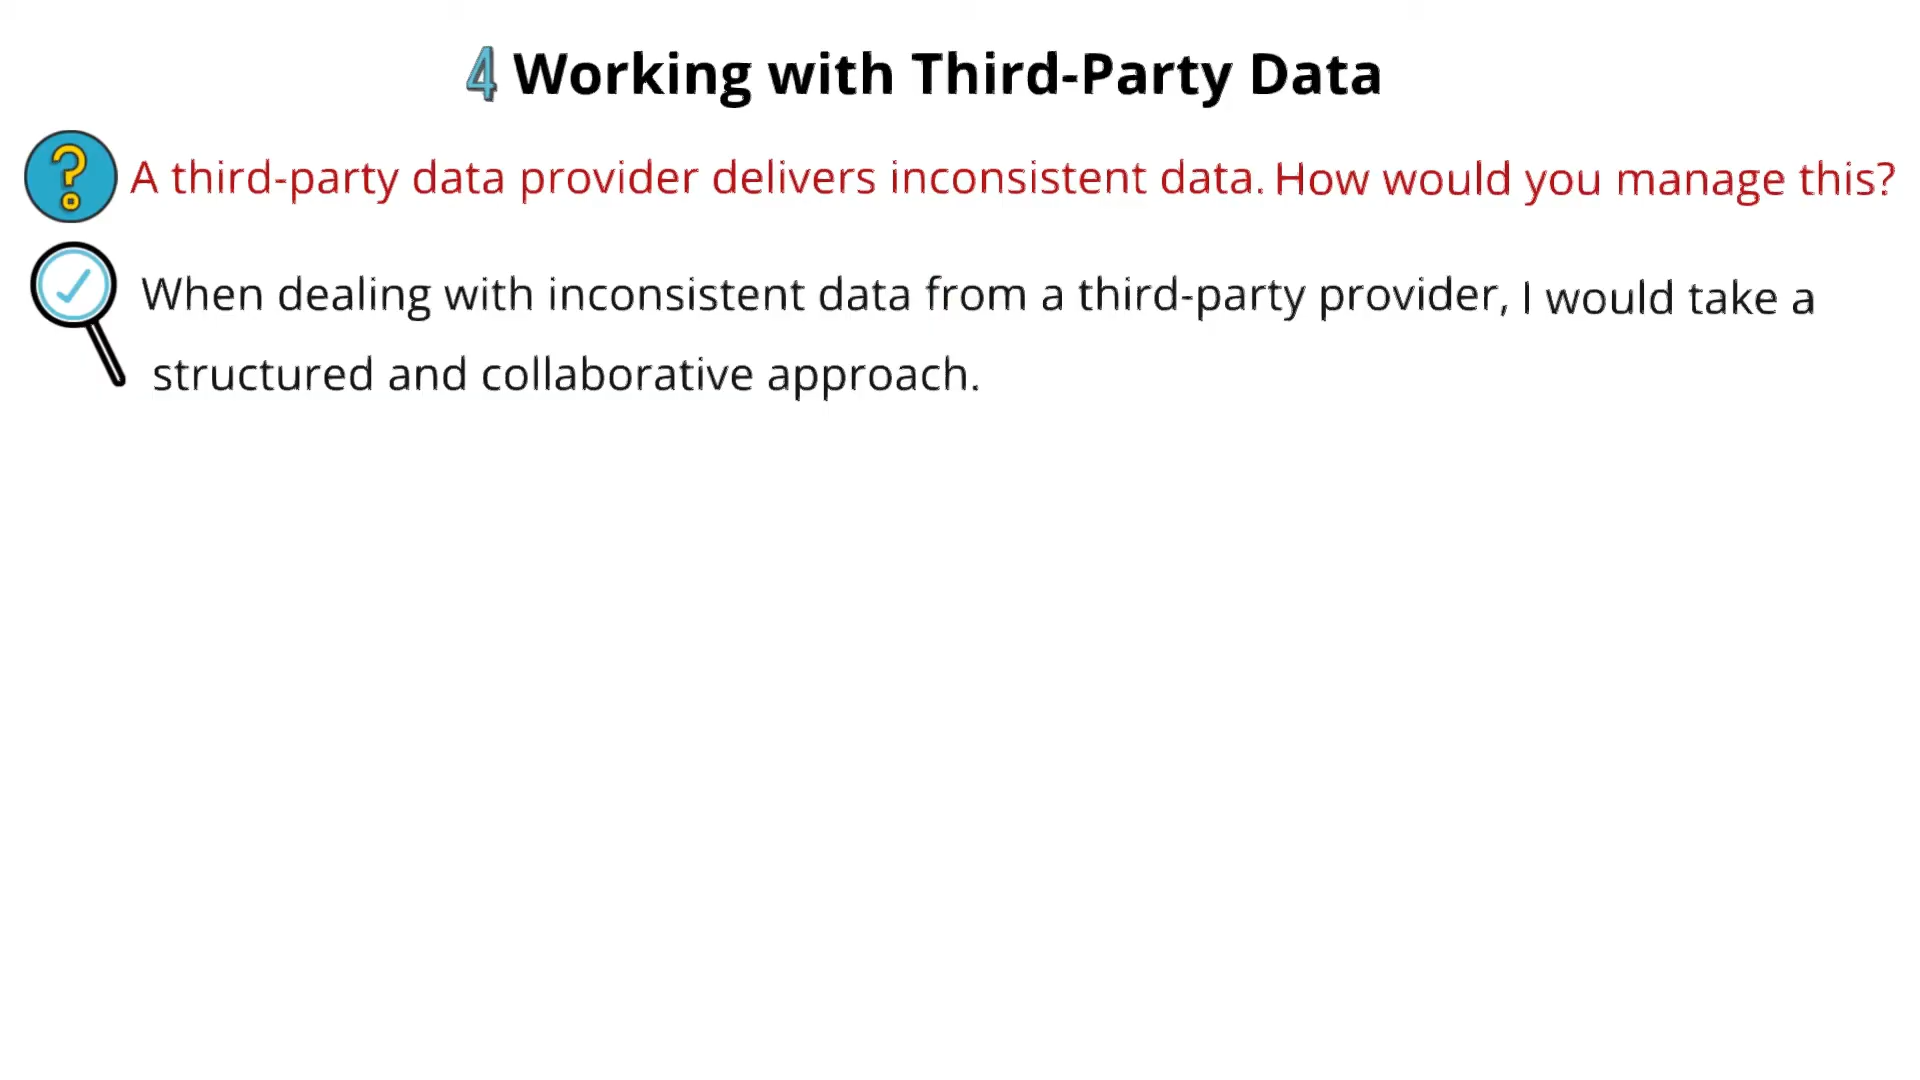 4 Working with Third-Party Data
? A third-party data provider delivers inconsistent data. How would you manage this?
When dealing with inconsistent data from a third-party provider, I would take a
structured and collaborative approach.